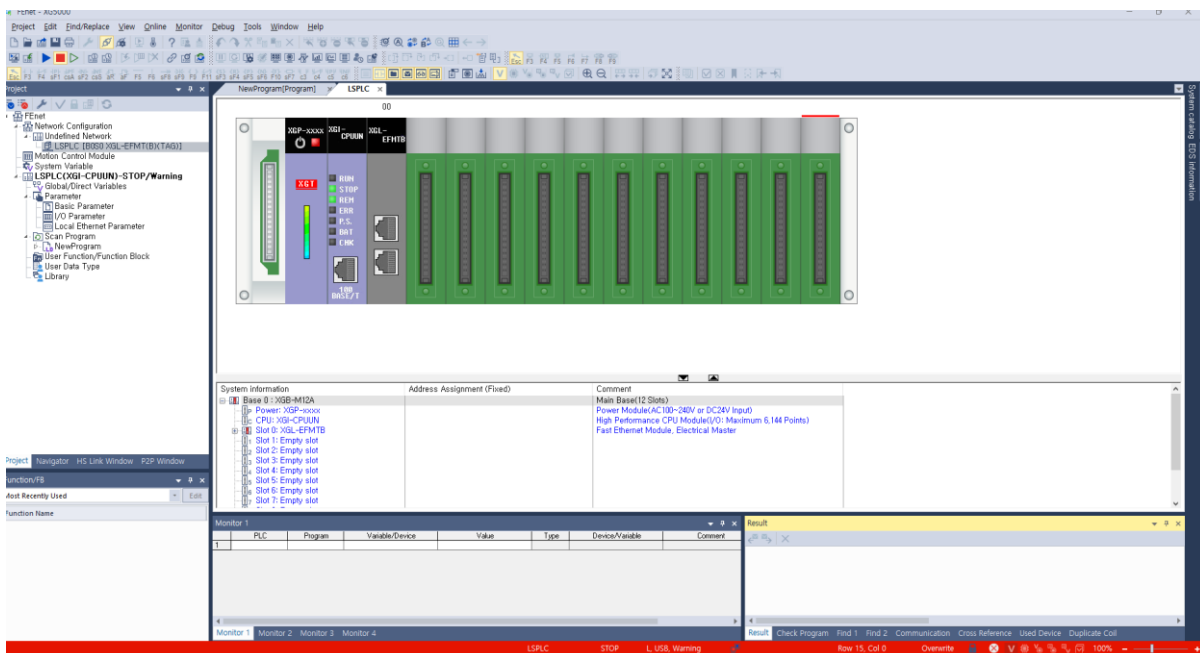 FEnet - XG5000
Project Edit Find/Replace View Online Monitor Debug Tools Window Help
Project
NewProgram[Program] LSPLC
FEnet
Network Configuration
Undefined Network
LSPLC [B0S0 XGL-EFMT(B)(TAG)]
Motion Control Module
System Variable
LSPLC(XGI-CPUUN)-STOP/Warning
Global/Direct Variables
Parameter
Basic Parameter
I/O Parameter
Local Ethernet Parameter
Scan Program
NewProgram
User Function/Function Block
User Data Type
Library
00
XGP-xxxx XGI-CPUUN XGL-EFMTB
XGT
RUN
STOP
REM
ERR
P.S.
BAT
CHK
100
BASE/T
System catalog EDS information
System information Address Assignment (Fixed) Comment
Base 0 : XGB-M12A Main Base(12 Slots)
Power: XGP-xxxx Power Module(AC100~240V or DC24V Input)
CPU: XGI-CPUUN High Performance CPU Module(I/O: Maximum 6,144 Points)
Slot 0: XGL-EFMTB Fast Ethernet Module, Electrical Master
Slot 1: Empty slot
Slot 2: Empty slot
Slot 3: Empty slot
Slot 4: Empty slot
Slot 5: Empty slot
Slot 6: Empty slot
Slot 7: Empty slot
Project Navigator HS Link Window P2P Window
Function/FB
Most Recently Used Edit
Function Name
Monitor 1
PLC Program Variable/Device Value Type Device/Variable Comment
1
Monitor 1 Monitor 2 Monitor 3 Monitor 4
Result
Result Check Program Find 1 Find 2 Communication Cross Reference Used Device Duplicate Coil
LSPLC STOP L, USB, Warning Row 15, Col 0 Overwrite 100%